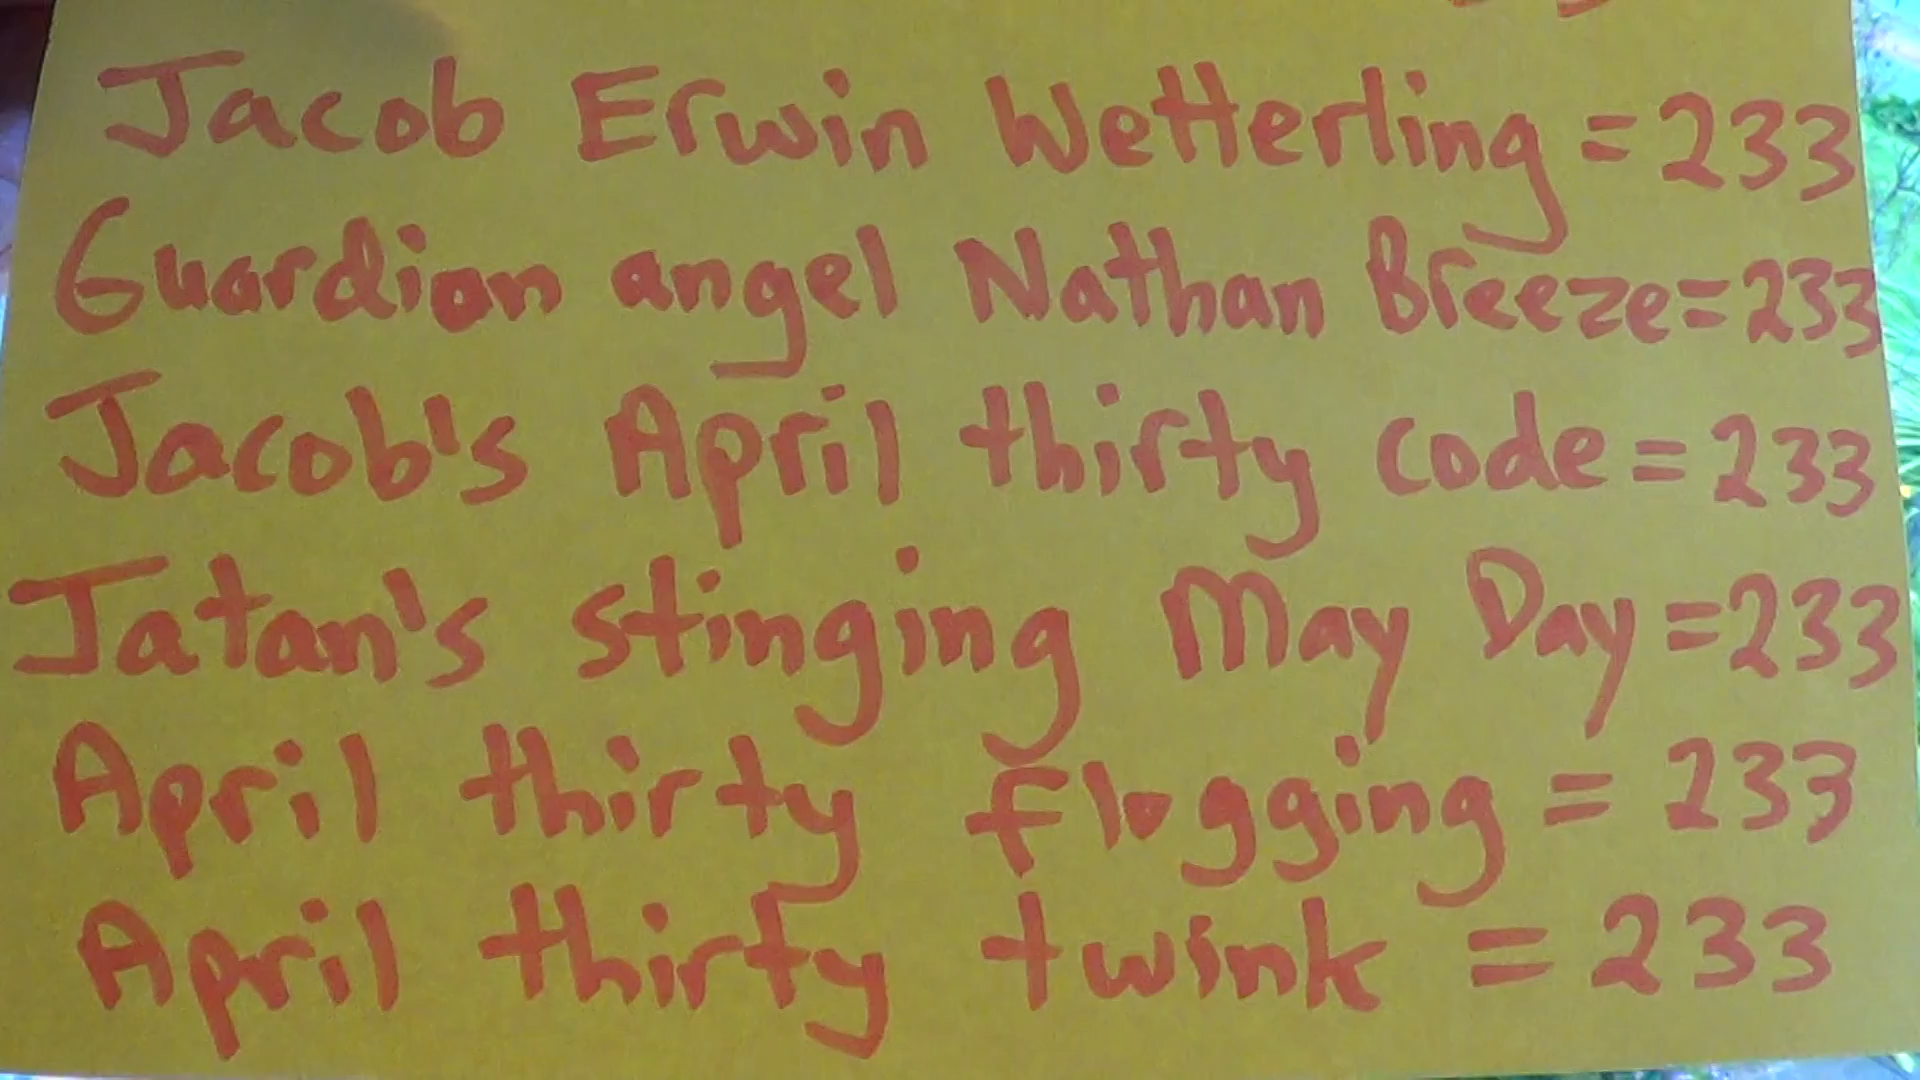 Jacob Erwin Wetterling = 233
Guardian angel Nathan Breeze = 233
Jacob's April thirty code = 233
Jatan's stinging May Day = 233
April thirty flogging = 233
April thirty twink = 233